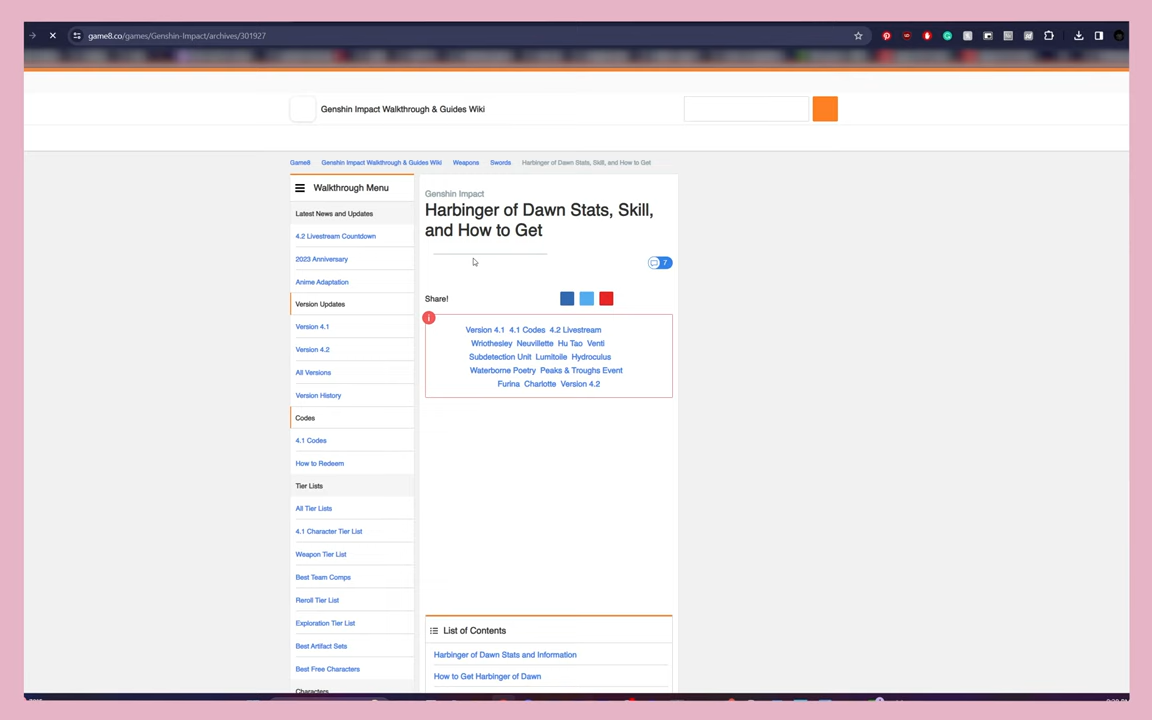 game8.co/games/Genshin-Impact/archives/301927
Genshin Impact Walkthrough & Guides Wiki
Game8 Genshin Impact Walkthrough & Guides Wiki Weapons Swords Harbinger of Dawn Stats, Skill, and How to Get
Walkthrough Menu
Latest News and Updates
4.2 Livestream Countdown
2023 Anniversary
Anime Adaptation
Version Updates
Version 4.1
Version 4.2
All Versions
Version History
Codes
4.1 Codes
How to Redeem
Tier Lists
All Tier Lists
4.1 Character Tier List
Weapon Tier List
Best Team Comps
Reroll Tier List
Exploration Tier List
Best Artifact Sets
Best Free Characters
Characters
Genshin Impact
Harbinger of Dawn Stats, Skill,
and How to Get
7
Share!
Version 4.1 4.1 Codes 4.2 Livestream
Wriothesley Neuvillette Hu Tao Venti
Subdetection Unit Lumitoile Hydroculus
Waterborne Poetry Peaks & Troughs Event
Furina Charlotte Version 4.2
List of Contents
Harbinger of Dawn Stats and Information
How to Get Harbinger of Dawn